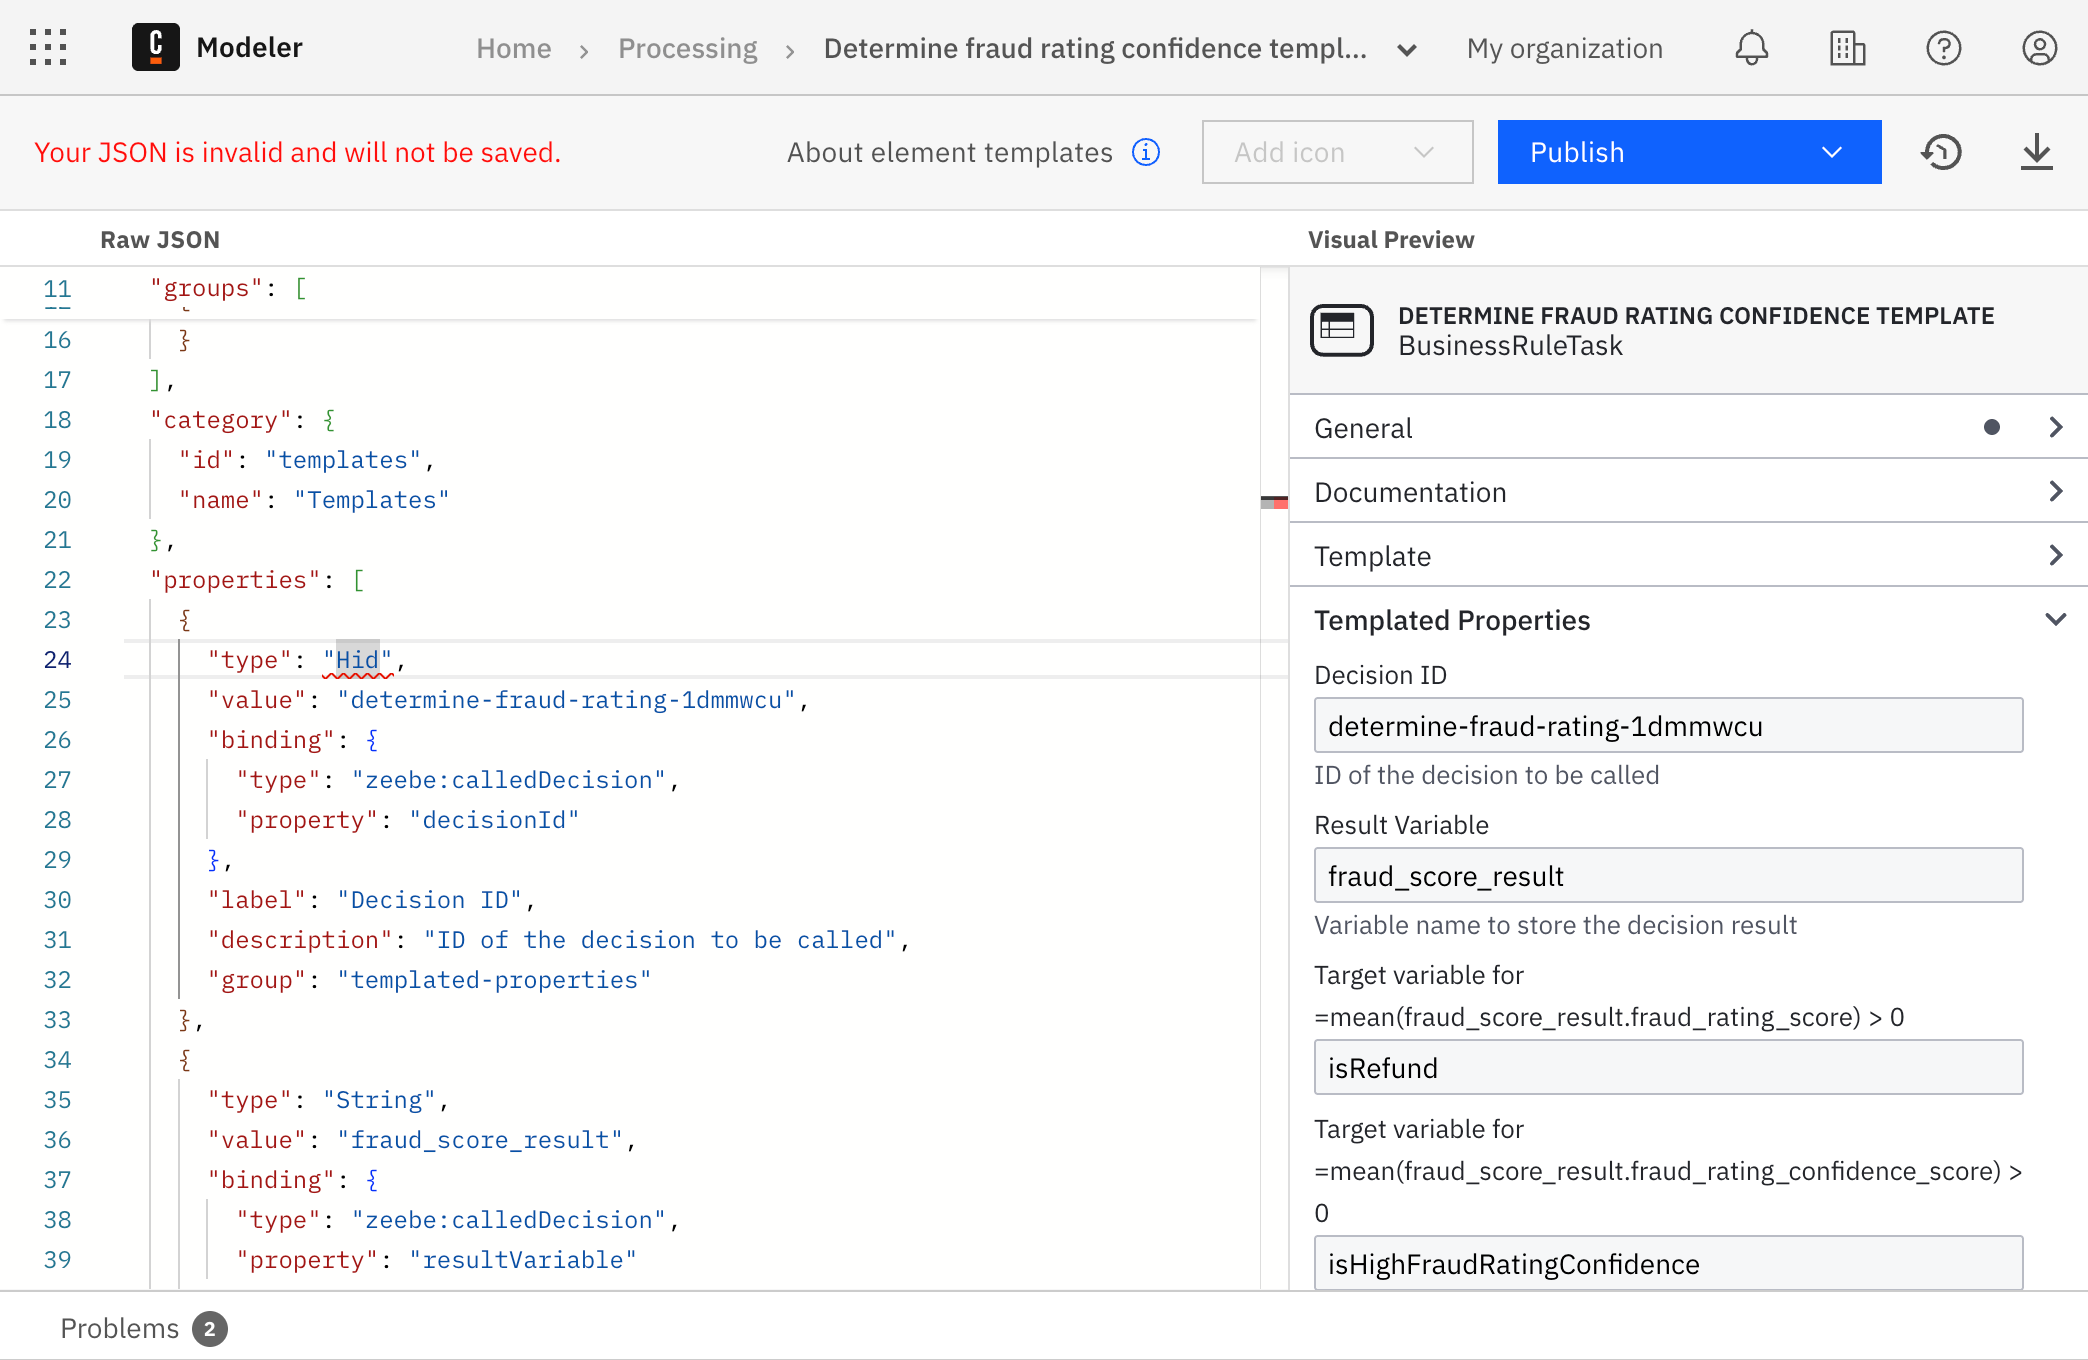 Modeler
Home > Processing > Determine fraud rating confidence templ...
My organization
Your JSON is invalid and will not be saved.
About element templates
Add icon
Publish
Raw JSON
11 "groups": [
16 }
17 ],
18 "category": {
19 "id": "templates",
20 "name": "Templates"
21 },
22 "properties": [
23 {
24 "type": "Hid",
25 "value": "determine-fraud-rating-1dmmwcu",
26 "binding": {
27 "type": "zeebe:calledDecision",
28 "property": "decisionId"
29 },
30 "label": "Decision ID",
31 "description": "ID of the decision to be called",
32 "group": "templated-properties"
33 },
34 {
35 "type": "String",
36 "value": "fraud_score_result",
37 "binding": {
38 "type": "zeebe:calledDecision",
39 "property": "resultVariable"
Visual Preview
DETERMINE FRAUD RATING CONFIDENCE TEMPLATE
BusinessRuleTask
General
Documentation
Template
Templated Properties
Decision ID
determine-fraud-rating-1dmmwcu
ID of the decision to be called
Result Variable
fraud_score_result
Variable name to store the decision result
Target variable for
=mean(fraud_score_result.fraud_rating_score) > 0
isRefund
Target variable for
=mean(fraud_score_result.fraud_rating_confidence_score) >
0
isHighFraudRatingConfidence
Problems 2